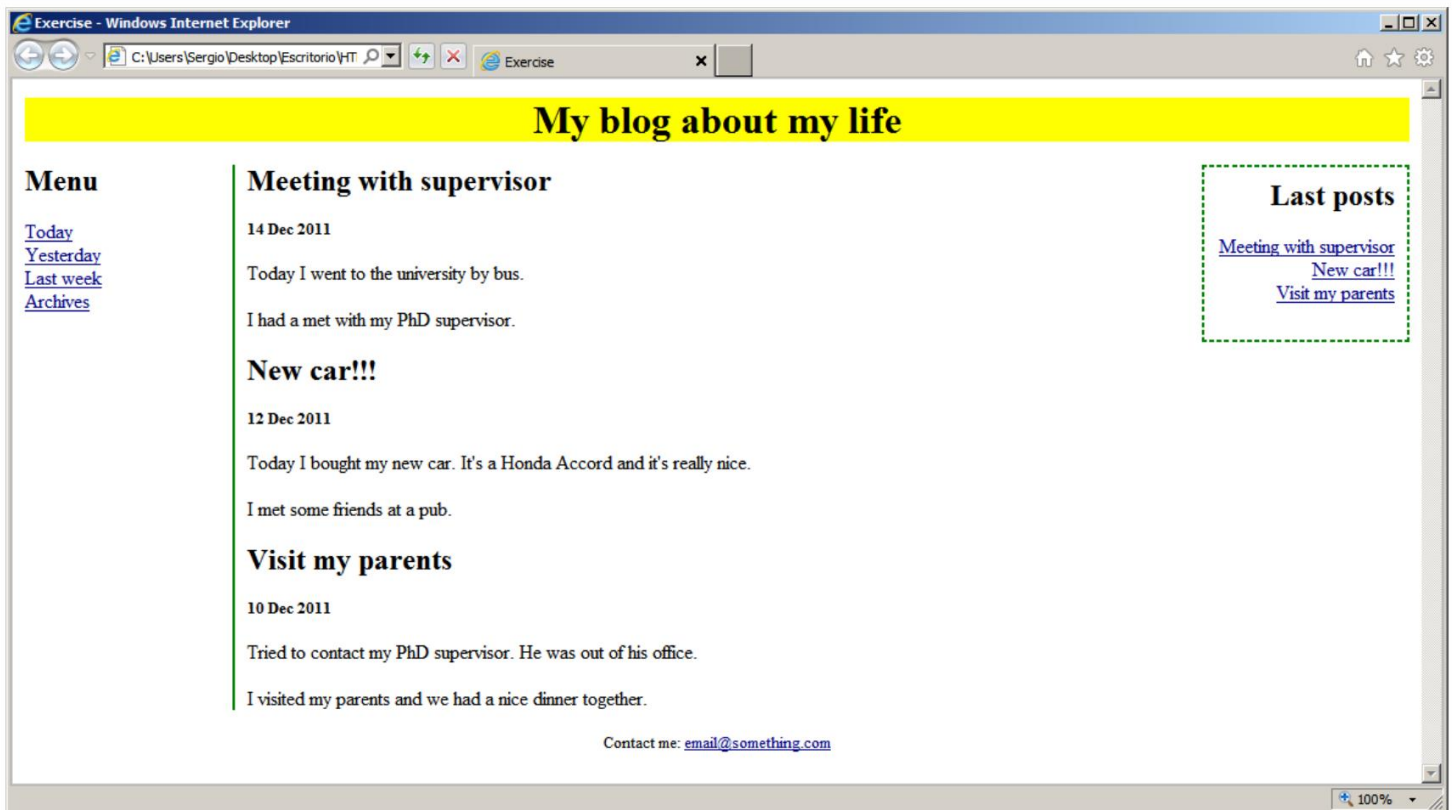 Exercise - Windows Internet Explorer
C:\Users\Sergio\Desktop\Escritorio\HT
Exercise
My blog about my life
Menu
Today
Yesterday
Last week
Archives
Meeting with supervisor
14 Dec 2011
Today I went to the university by bus.
I had a met with my PhD supervisor.
New car!!!
12 Dec 2011
Today I bought my new car. It's a Honda Accord and it's really nice.
I met some friends at a pub.
Visit my parents
10 Dec 2011
Tried to contact my PhD supervisor. He was out of his office.
I visited my parents and we had a nice dinner together.
Last posts
Meeting with supervisor
New car!!!
Visit my parents
Contact me: email@something.com
100%